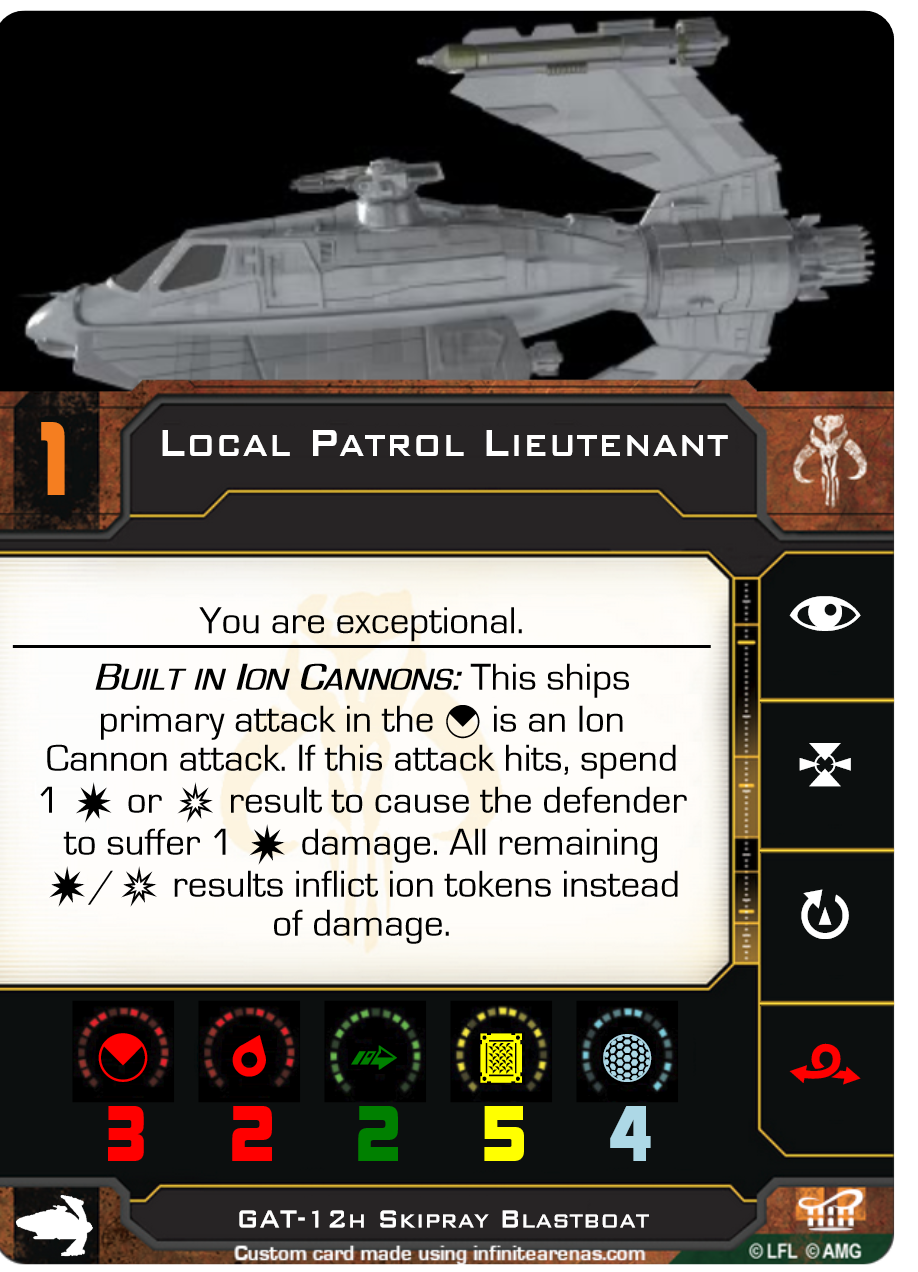 1
LOCAL PATROL LIEUTENANT
You are exceptional.
BUILT IN ION CANNONS: This ships
primary attack in the is an Ion
Cannon attack. If this attack hits, spend
1 or result to cause the defender
to suffer 1 damage. All remaining
/ results inflict ion tokens instead
of damage.
3 2 2 5 4
GAT-12H SKIPRAY BLASTBOAT
Custom card made using infinitearenas.com
© LFL © AMG